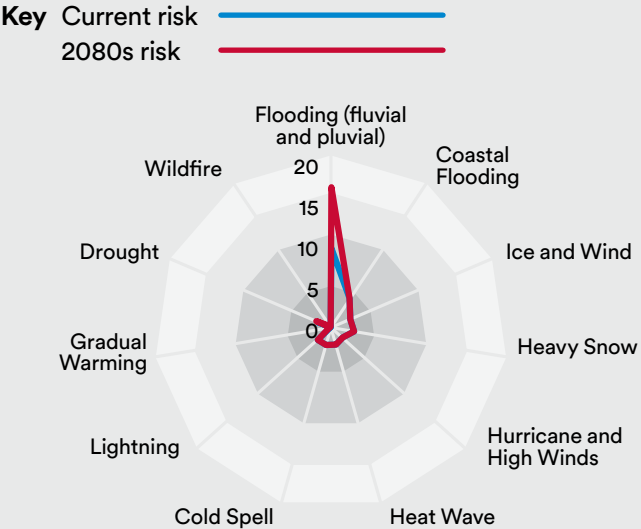 Key Current risk
2080s risk
Flooding (fluvial
and pluvial)
Coastal
Flooding
Ice and Wind
Heavy Snow
Hurricane and
High Winds
Heat Wave
Cold Spell
Lightning
Gradual
Warming
Drought
Wildfire
20
15
10
5
0